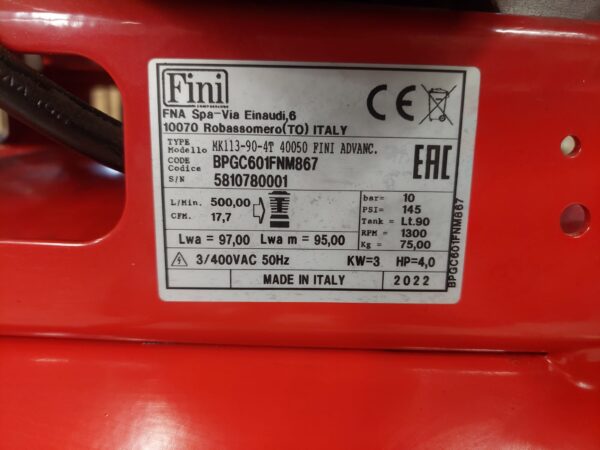 Fini
COMPRESSORS
FNA Spa-Via Einaudi,6
10070 Robassomero(TO) ITALY
CE
TYPE
Modello MK113-90-4T 40050 FINI ADVANC.
CODE
Codice BPGC601FNM867
S/N 5810780001
EAC
L/Min. 500,00
CFM. 17,7
bar= 10
PSI= 145
Tank = Lt.90
RPM = 1300
Kg = 75,00
Lwa = 97,00 Lwa m = 95,00
3/400VAC 50Hz KW=3 HP=4,0
MADE IN ITALY 2022
BPGC601FNM867